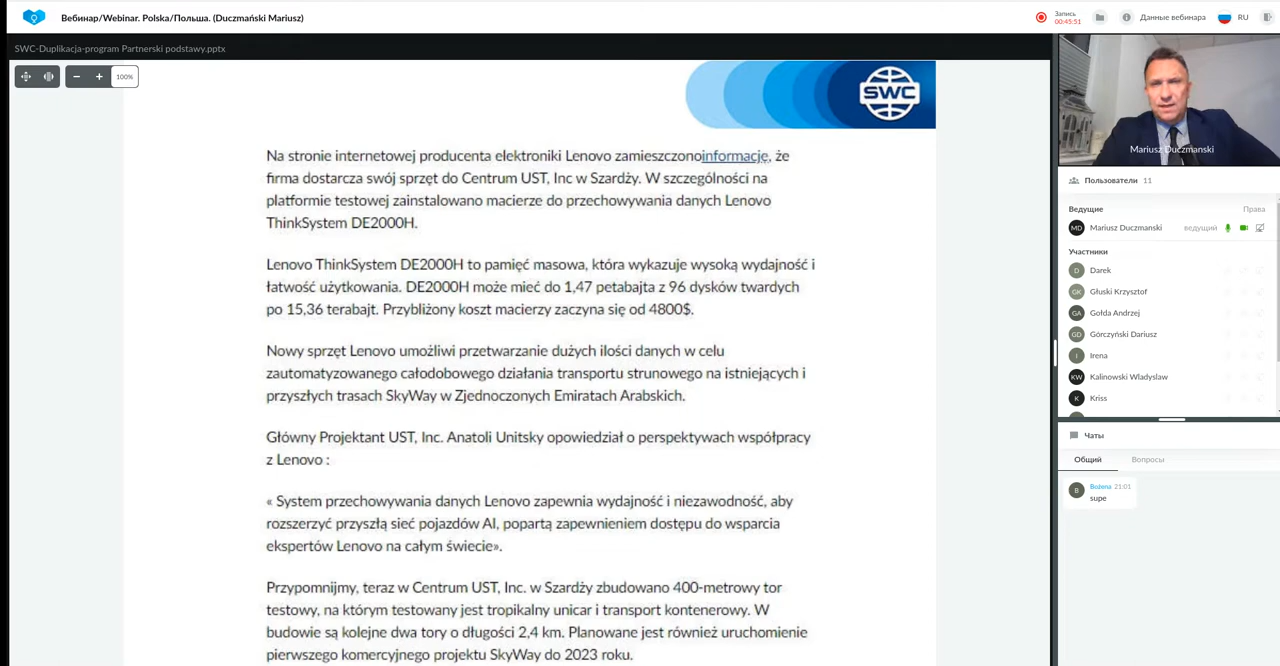 Вебинар/Webinar. Polska/Польша. (Duczmański Mariusz)
Запись
00:45:51
Данные вебинара
RU
SWC-Duplikacja-program Partnerski podstawy.pptx
100%
SWC
Na stronie internetowej producenta elektroniki Lenovo zamieszczonoinformację, że
firma dostarcza swój sprzęt do Centrum UST, Inc w Szardży. W szczególności na
platformie testowej zainstalowano macierze do przechowywania danych Lenovo
ThinkSystem DE2000H.
Lenovo ThinkSystem DE2000H to pamięć masowa, która wykazuje wysoką wydajność i
łatwość użytkowania. DE2000H może mieć do 1,47 petabajta z 96 dysków twardych
po 15,36 terabajt. Przybliżony koszt macierzy zaczyna się od 4800$.
Nowy sprzęt Lenovo umożliwi przetwarzanie dużych ilości danych w celu
zautomatyzowanego całodobowego działania transportu strunowego na istniejących i
przyszłych trasach SkyWay w Zjednoczonych Emiratach Arabskich.
Główny Projektant UST, Inc. Anatoli Unitsky opowiedział o perspektywach współpracy
z Lenovo :
« System przechowywania danych Lenovo zapewnia wydajność i niezawodność, aby
rozszerzyć przyszłą sieć pojazdów AI, popartą zapewnieniem dostępu do wsparcia
ekspertów Lenovo na całym świecie».
Przypomnijmy, teraz w Centrum UST, Inc. w Szardży zbudowano 400-metrowy tor
testowy, na którym testowany jest tropikalny unicar i transport kontenerowy. W
budowie są kolejne dwa tory o długości 2,4 km. Planowane jest również uruchomienie
pierwszego komercyjnego projektu SkyWay do 2023 roku.
Mariusz Duczmanski
Пользователи 11
Ведущие Права
MD Mariusz Duczmanski ведущий
Участники
D Darek
GK Głuski Krzysztof
GA Gołda Andrzej
GD Górczyński Dariusz
I Irena
KW Kalinowski Wladyslaw
K Kriss
Чаты
Общий Вопросы
B Bożena 21:01
supe